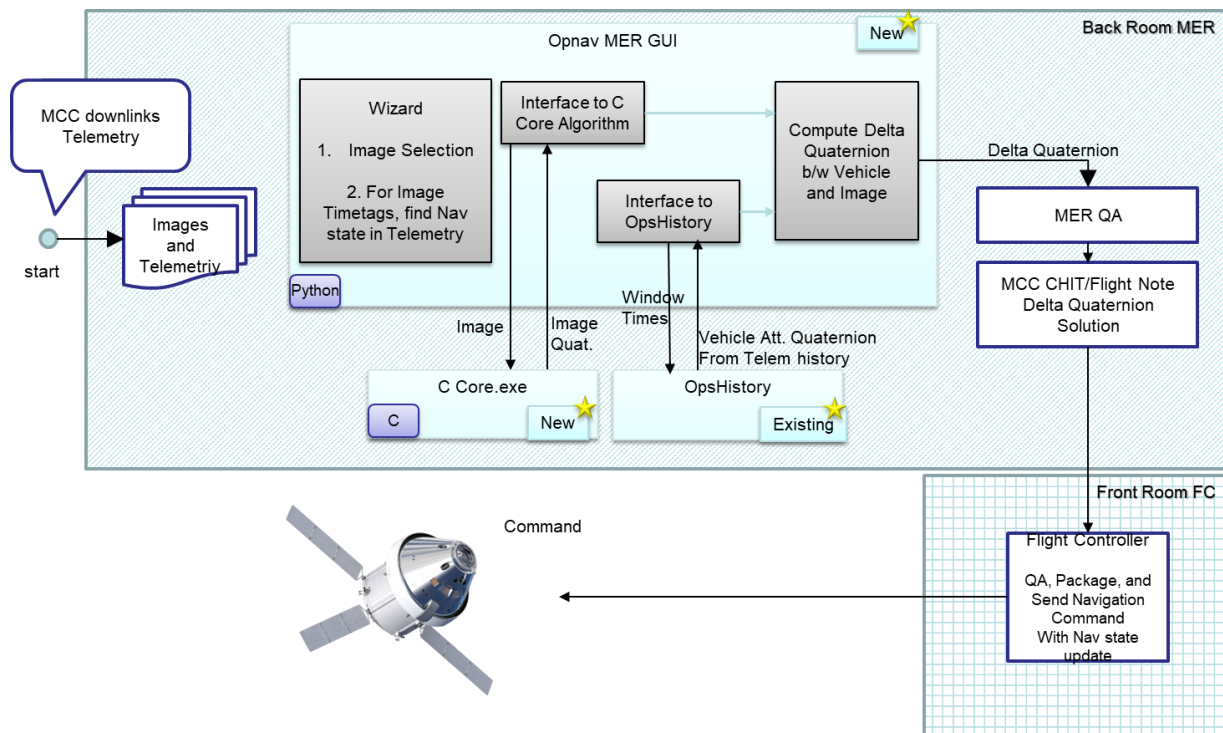 Back Room MER
Opnav MER GUI
New
MCC downlinks
Telemetry
start
Images
and
Telemetriy
Wizard
1. Image Selection
2. For Image
Timetags, find Nav
state in Telemetry
Interface to C
Core Algorithm
Interface to
OpsHistory
Compute Delta
Quaternion
b/w Vehicle
and Image
Delta Quaternion
MER QA
MCC CHIT/Flight Note
Delta Quaternion
Solution
Python
Image
Image
Quat.
Window
Times
Vehicle Att. Quaternion
From Telem history
C Core.exe
C
New
OpsHistory
Existing
Front Room FC
Flight Controller
QA, Package, and
Send Navigation
Command
With Nav state
update
Command